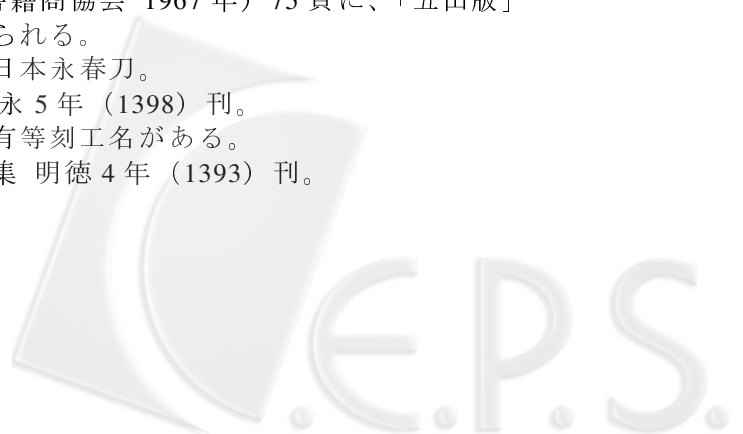 書籍商協会 1967 年）75 頁に、「五山版」
られる。
日本永春刀。
永 5 年（1398）刊。
有等刻工名がある。
集 明徳 4 年（1393）刊。
C.E.P.S.